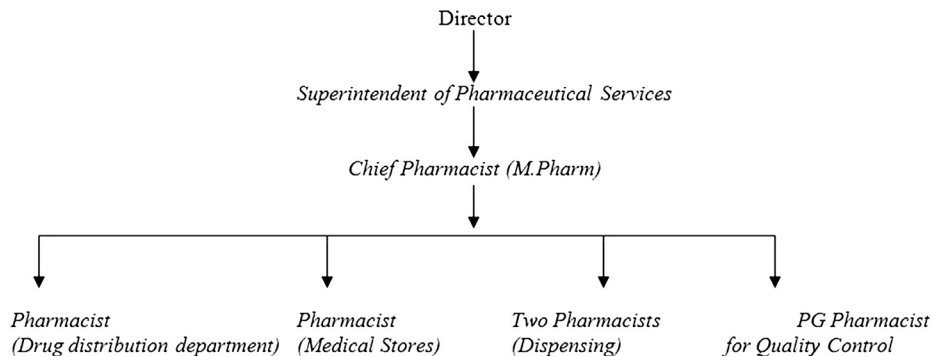 Director
Superintendent of Pharmaceutical Services
Chief Pharmacist (M.Pharm)
Pharmacist
(Drug distribution department)
Pharmacist
(Medical Stores)
Two Pharmacists
(Dispensing)
PG Pharmacist
for Quality Control